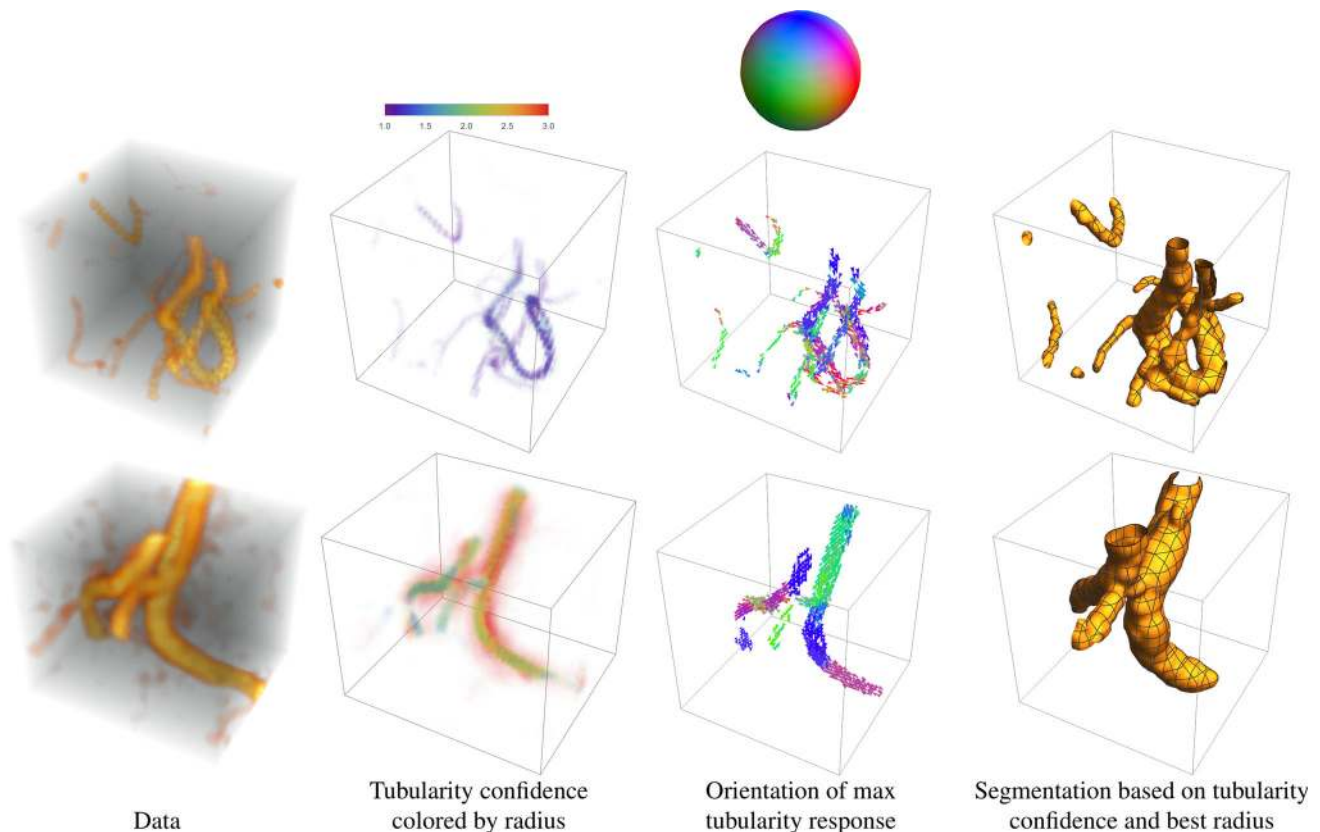 1.0 1.5 2.0 2.5 3.0
Data
Tubularity confidence
colored by radius
Orientation of max
tubularity response
Segmentation based on tubularity
confidence and best radius